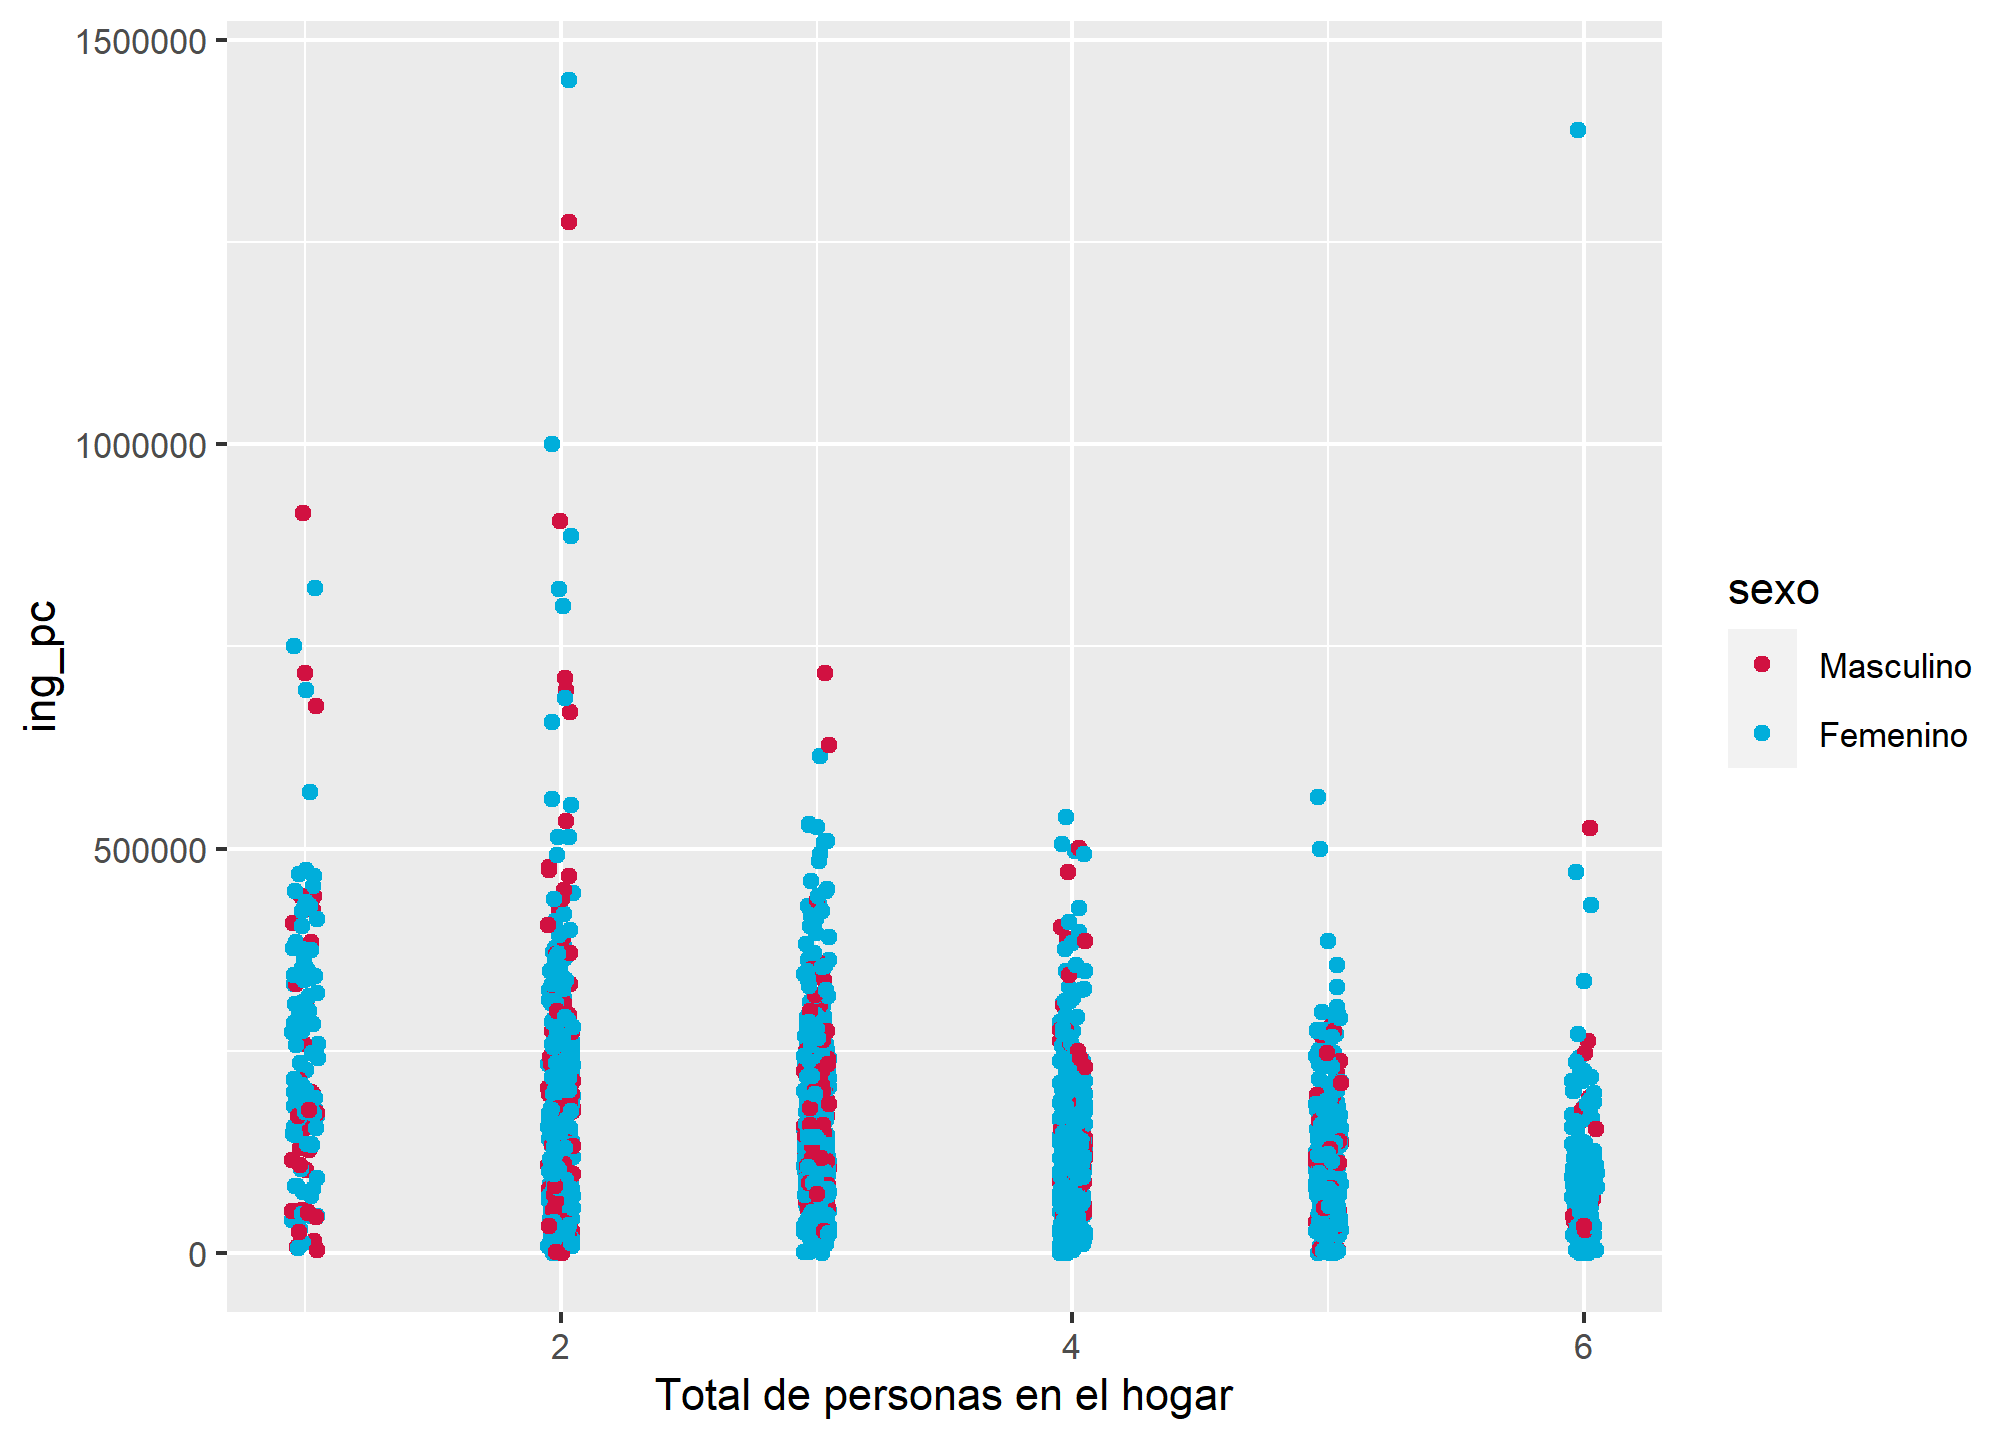 1500000
1000000
500000
0
ing_pc
2 4 6
Total de personas en el hogar
sexo
Masculino
Femenino